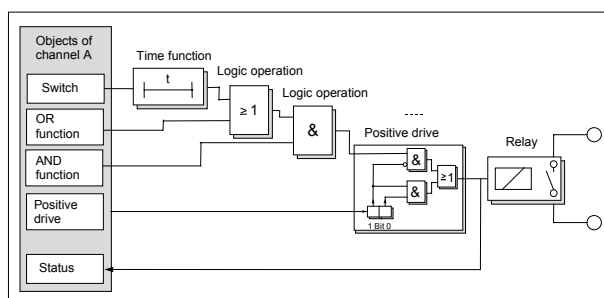 Objects of
channel A
Time function
Logic operation
Logic operation
Switch
t
≥ 1
OR
function
&
AND
function
Positive drive
Relay
&
≥1
&
Positive
drive
1 Bit 0
Status